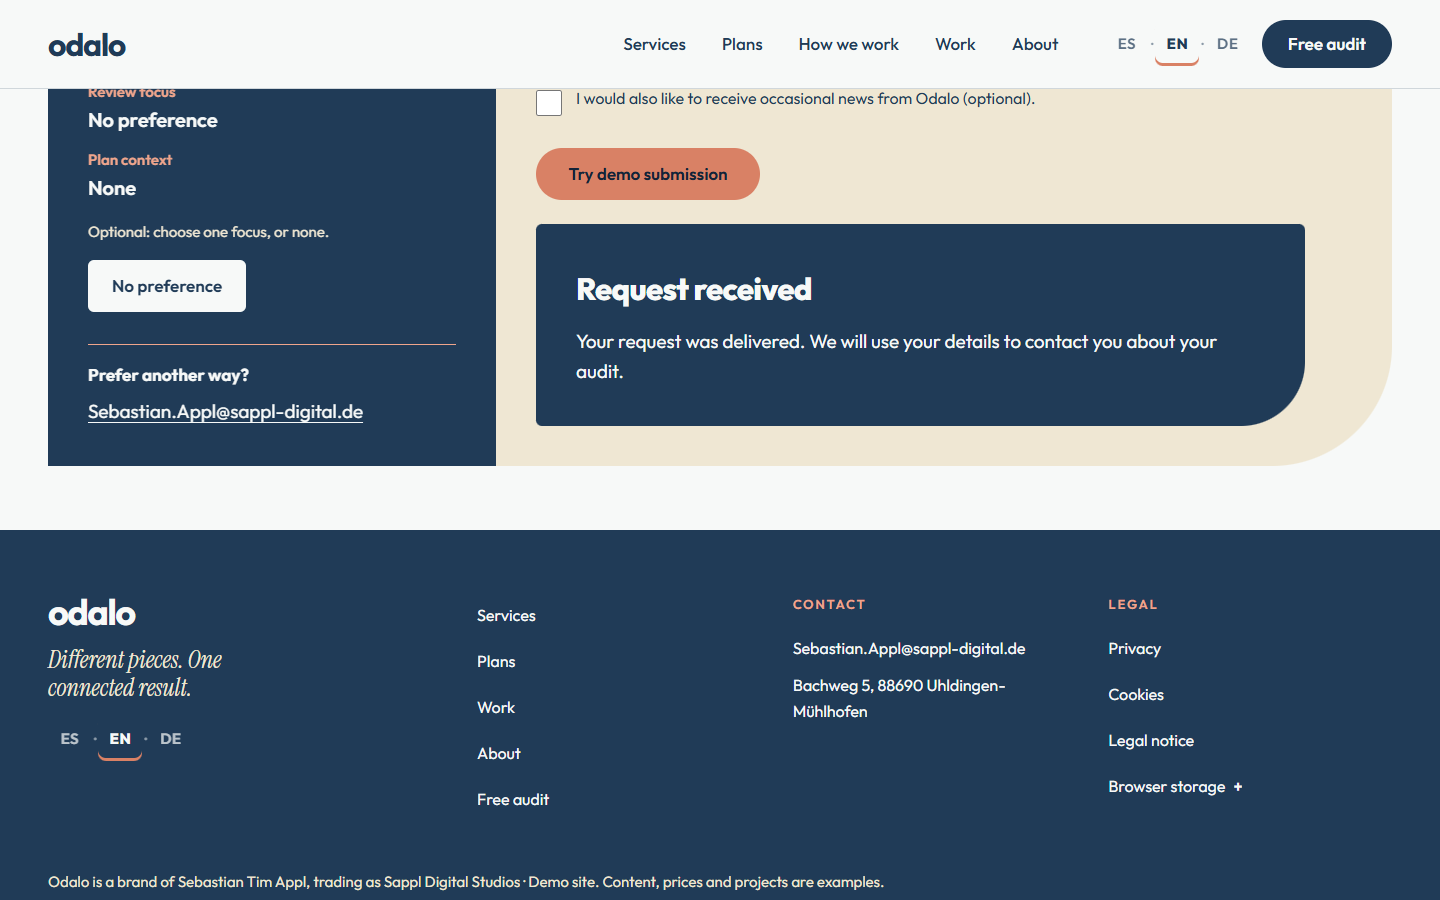 odalo
Services
Plans
How we work
Work
About
ES · EN · DE
Free audit
Review focus
No preference
Plan context
None
Optional: choose one focus, or none.
No preference
Prefer another way?
Sebastian.Appl@sappl-digital.de
I would also like to receive occasional news from Odalo (optional).
Try demo submission
Request received
Your request was delivered. We will use your details to contact you about your
audit.
odalo
Different pieces. One
connected result.
ES · EN · DE
Services
Plans
Work
About
Free audit
CONTACT
Sebastian.Appl@sappl-digital.de
Bachweg 5, 88690 Uhldingen-
Mühlhofen
LEGAL
Privacy
Cookies
Legal notice
Browser storage +
Odalo is a brand of Sebastian Tim Appl, trading as Sappl Digital Studios · Demo site. Content, prices and projects are examples.